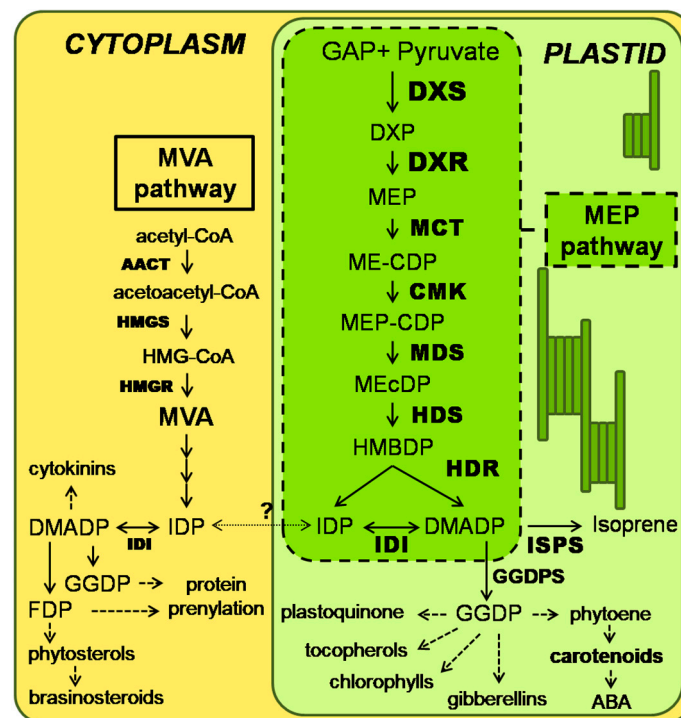 CYTOPLASM
MVA
pathway
acetyl-CoA
AACT
acetoacetyl-CoA
HMGS
HMG-CoA
HMGR
MVA
cytokinins
DMADP
IDI
IDP
?
GGDP
protein
FDP
prenylation
phytosterols
brasinosteroids
PLASTID
GAP+ Pyruvate
DXS
DXP
DXR
MEP
MCT
ME-CDP
CMK
MEP-CDP
MDS
MEcDP
HDS
HMBDP
HDR
IDP
IDI
DMADP
ISPS
Isoprene
MEP
pathway
GGDPS
plastoquinone
GGDP
phytoene
tocopherols
carotenoids
chlorophylls
gibberellins
ABA